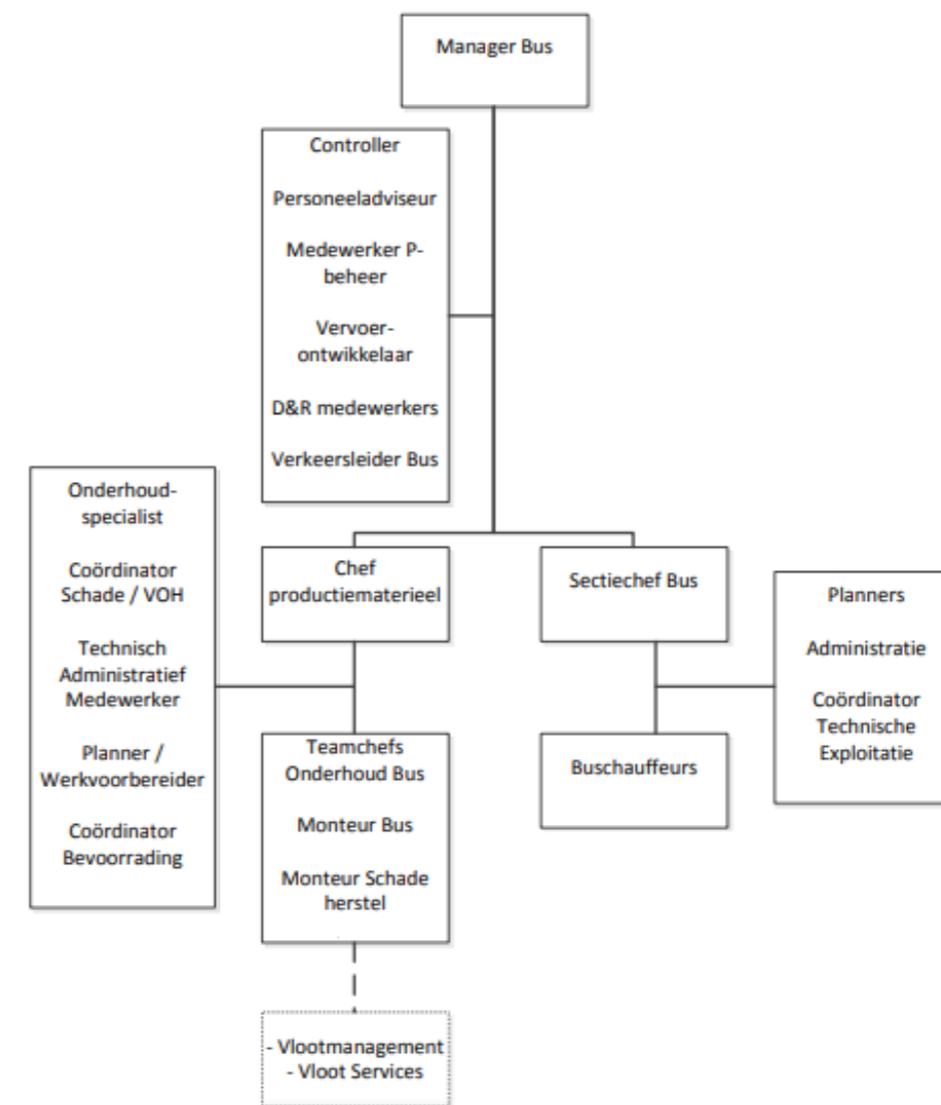 Manager Bus
Controller
Personeeladviseur
Medewerker P-
beheer
Vervoer-
ontwikkelaar
D&R medewerkers
Verkeersleider Bus
Onderhoud-
specialist
Coördinator
Schade / VOH
Technisch
Administratief
Medewerker
Planner /
Werkvoorbereider
Coördinator
Bevoorrading
Chef
productiematerieel
Sectiechef Bus
Planners
Administratie
Coördinator
Technische
Exploitatie
Teamchefs
Onderhoud Bus
Monteur Bus
Monteur Schade
herstel
Buschauffeurs
- Vlootmanagement
- Vloot Services